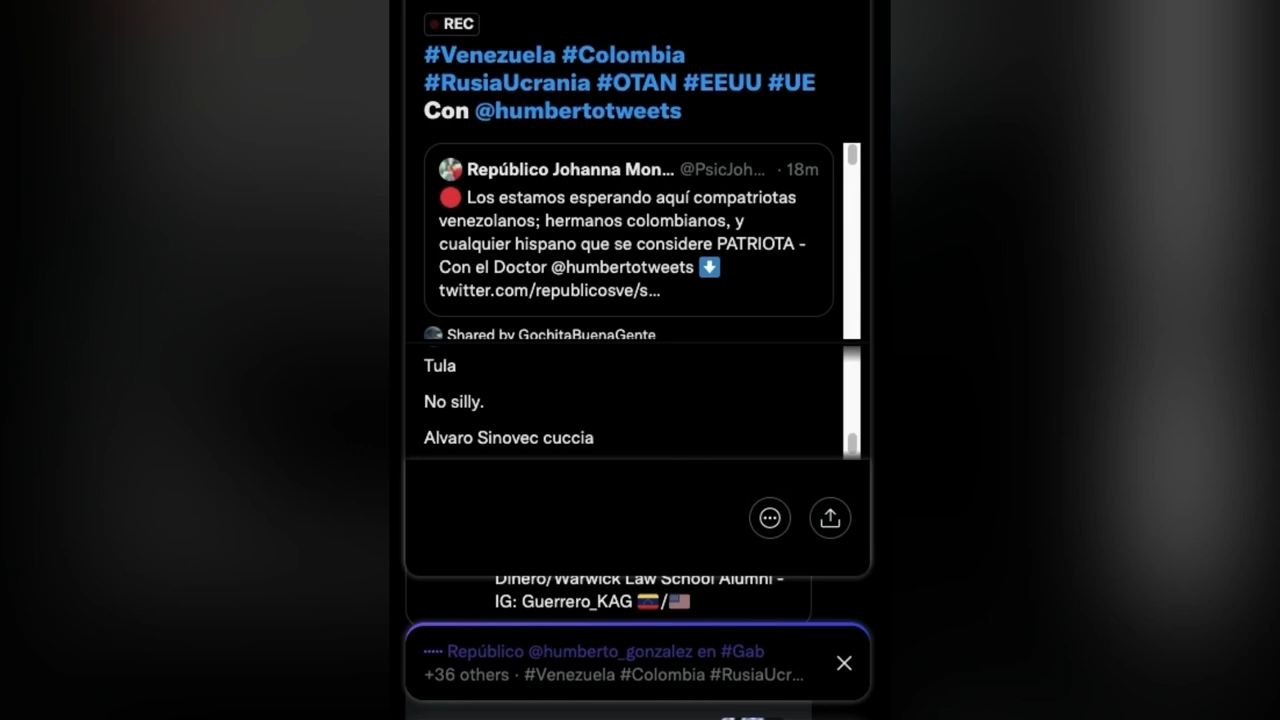 REC
#Venezuela #Colombia
#RusiaUcrania #OTAN #EEUU #UE
Con @humbertotweets
Repúblico Johanna Mon... @PsicJoh... · 18m
Los estamos esperando aquí compatriotas
venezolanos; hermanos colombianos, y
cualquier hispano que se considere PATRIOTA -
Con el Doctor @humbertotweets
twitter.com/republicosve/s...
Shared by GochitaBuenaGente
Tula
No silly.
Alvaro Sinovec cuccia
Dinero/Warwick Law School Alumni -
IG: Guerrero_KAG /
Repúblico @humberto_gonzalez en #Gab
+36 others · #Venezuela #Colombia #RusiaUcr...